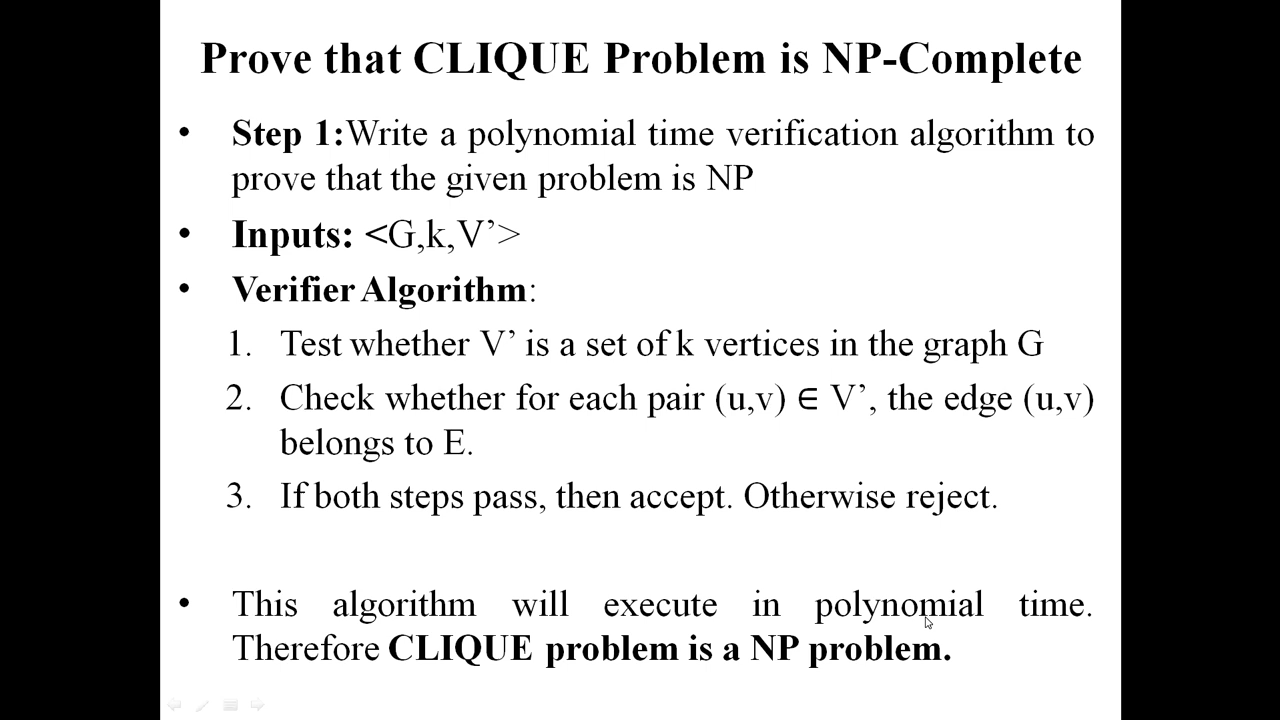 Prove that CLIQUE Problem is NP-Complete
• Step 1:Write a polynomial time verification algorithm to
prove that the given problem is NP
• Inputs: <G,k,V’>
• Verifier Algorithm:
1. Test whether V’ is a set of k vertices in the graph G
2. Check whether for each pair (u,v) ∈ V’, the edge (u,v)
belongs to E.
3. If both steps pass, then accept. Otherwise reject.
• This algorithm will execute in polynomial time.
Therefore CLIQUE problem is a NP problem.